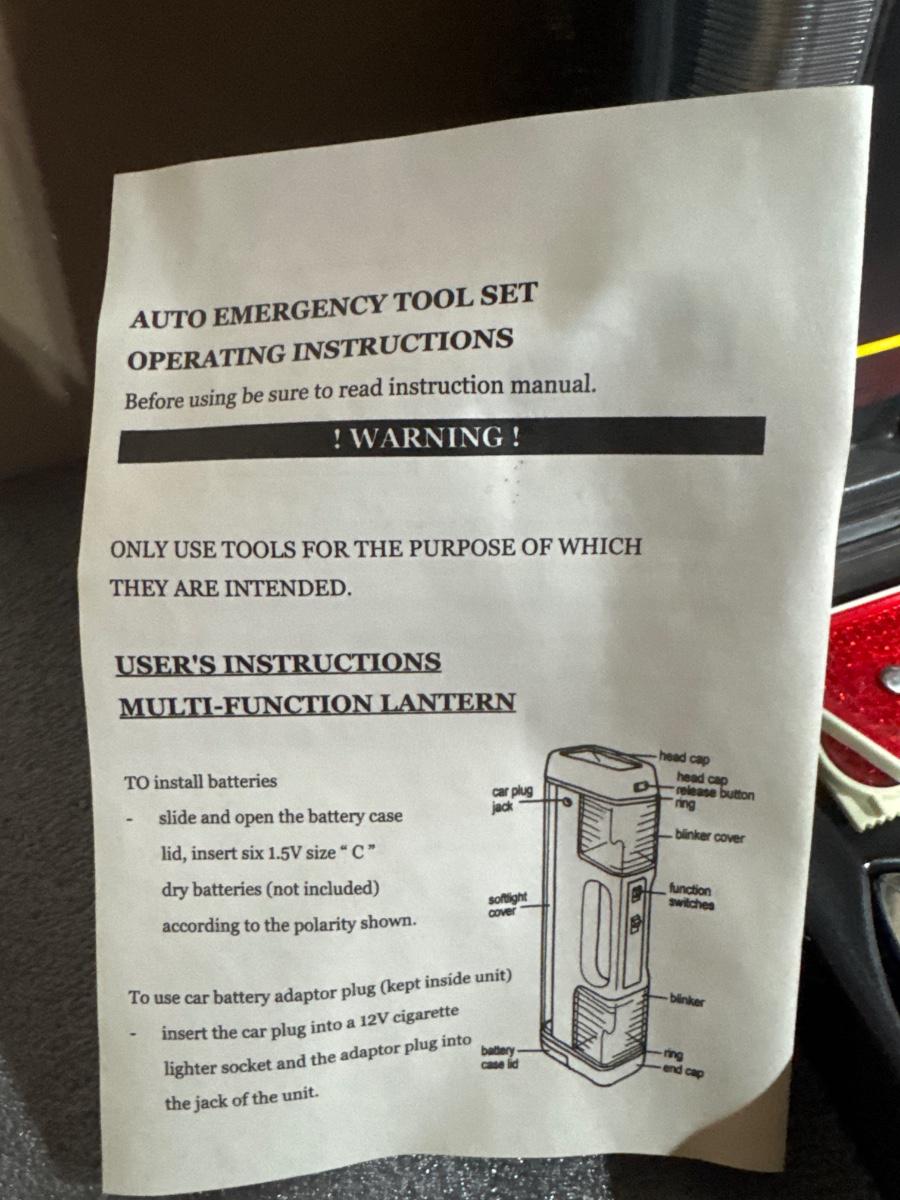 AUTO EMERGENCY TOOL SET
OPERATING INSTRUCTIONS
Before using be sure to read instruction manual.
! WARNING !
ONLY USE TOOLS FOR THE PURPOSE OF WHICH
THEY ARE INTENDED.
USER'S INSTRUCTIONS
MULTI-FUNCTION LANTERN
TO install batteries
- slide and open the battery case
lid, insert six 1.5V size “ C ”
dry batteries (not included)
according to the polarity shown.
To use car battery adaptor plug (kept inside unit)
- insert the car plug into a 12V cigarette
lighter socket and the adaptor plug into
the jack of the unit.
head cap
head cap
release button
ring
car plug
jack
blinker cover
function
switches
softlight
cover
blinker
battery
case lid
ring
end cap